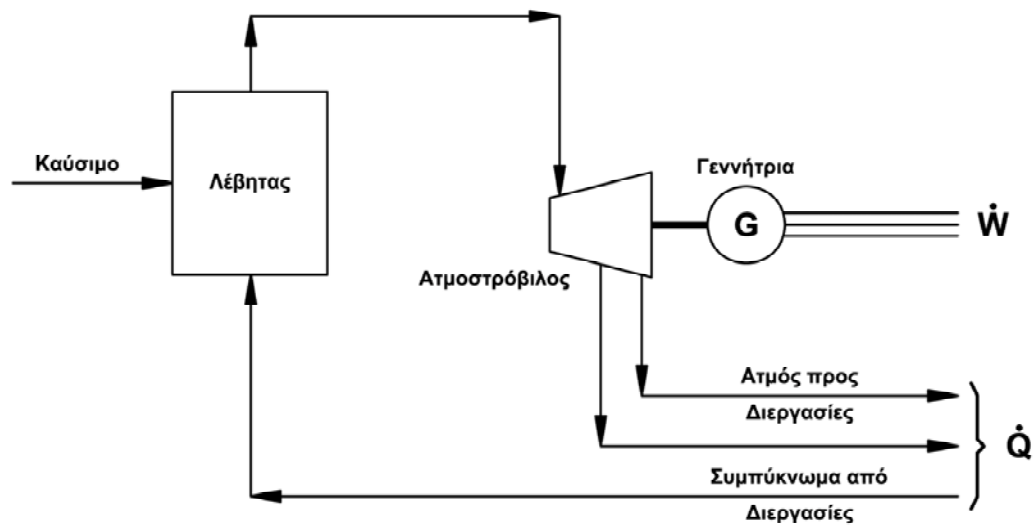 Καύσιμο
Λέβητας
Γεννήτρια
G
Ẇ
Ατμοστρόβιλος
Ατμός προς
Διεργασίες
Q̇
Συμπύκνωμα από
Διεργασίες